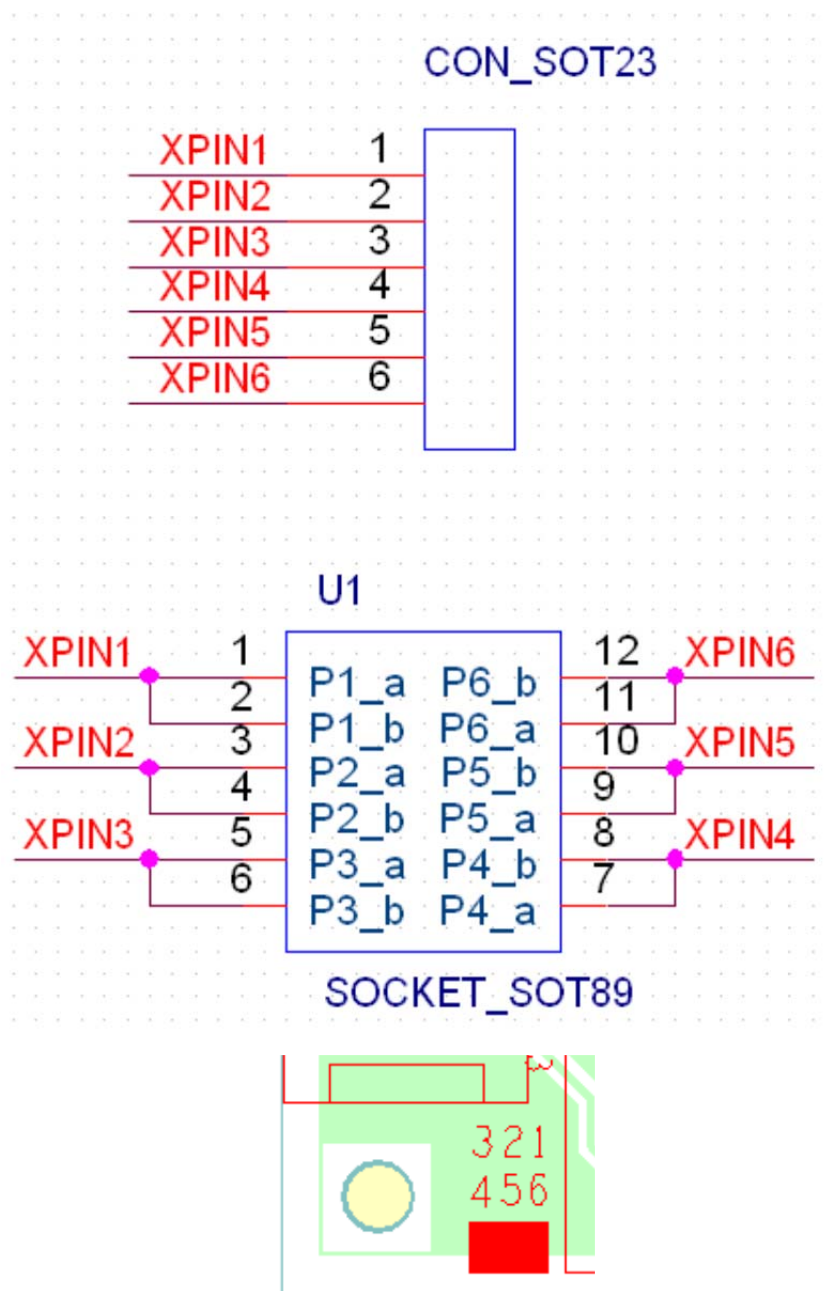 CON_SOT23
XPIN1 1
XPIN2 2
XPIN3 3
XPIN4 4
XPIN5 5
XPIN6 6
U1
XPIN1 1 P1_a P6_b 12 XPIN6
2 P1_b P6_a 11
XPIN2 3 P2_a P5_b 10 XPIN5
4 P2_b P5_a 9
XPIN3 5 P3_a P4_b 8 XPIN4
6 P3_b P4_a 7
SOCKET_SOT89
321
456